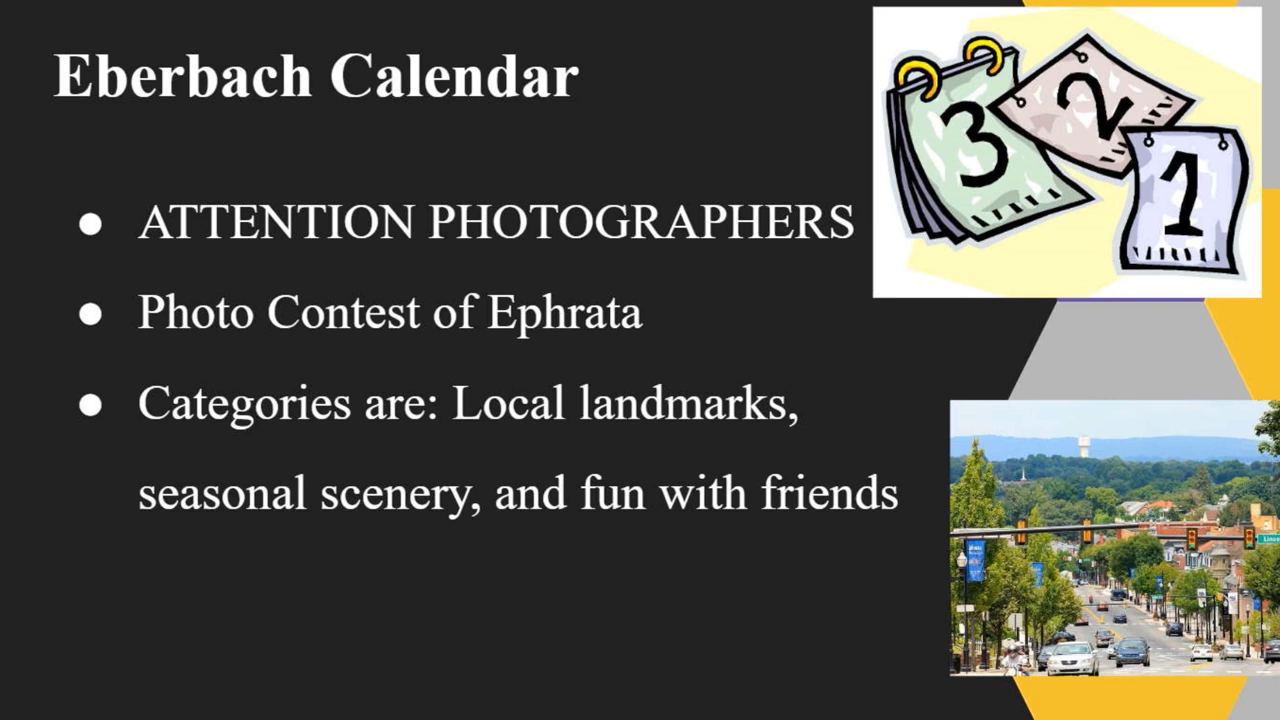 Eberbach Calendar
● ATTENTION PHOTOGRAPHERS
● Photo Contest of Ephrata
● Categories are: Local landmarks,
seasonal scenery, and fun with friends
3
2
1